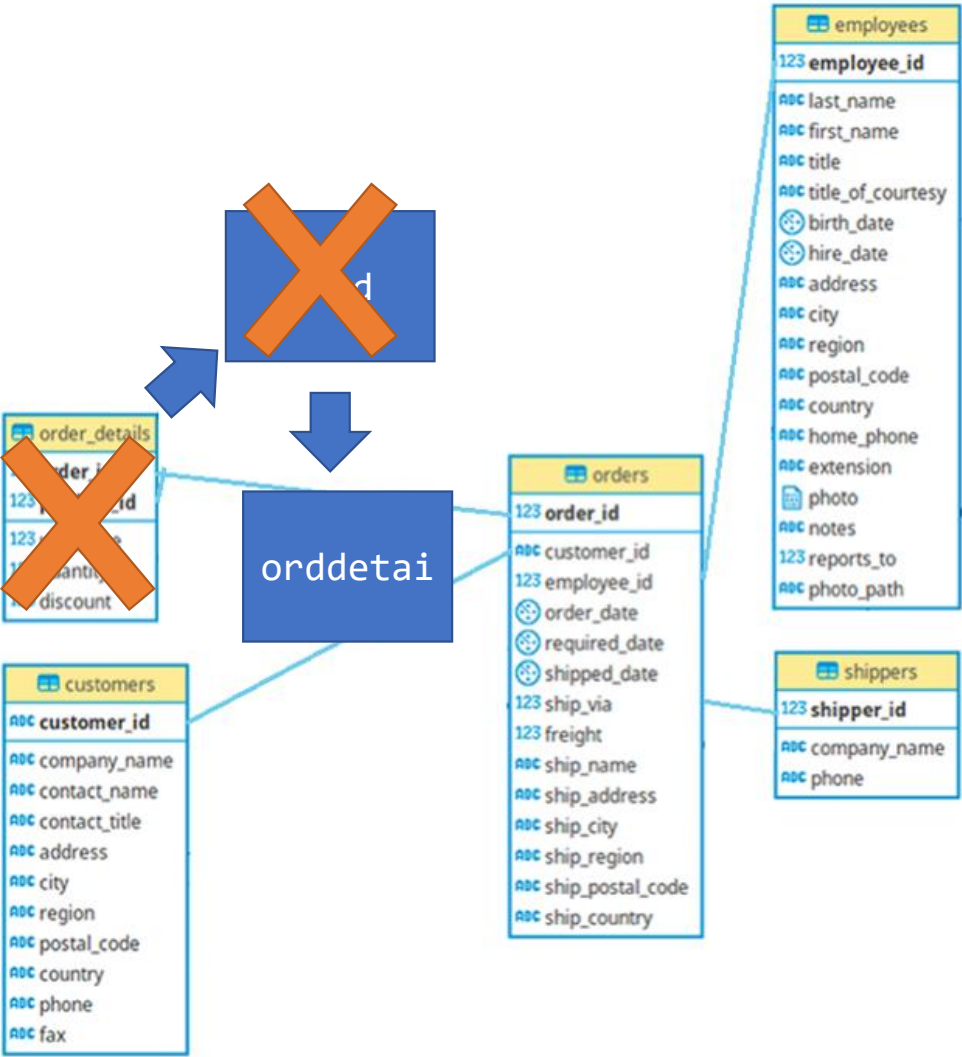 employees
123 employee_id
ABC last_name
ABC first_name
ABC title
ABC title_of_courtesy
birth_date
hire_date
ABC address
ABC city
ABC region
ABC postal_code
ABC country
ABC home_phone
ABC extension
photo
ABC notes
123 reports_to
ABC photo_path
d
order_details
123
discount
orddetai
orders
123 order_id
ABC customer_id
123 employee_id
order_date
required_date
shipped_date
123 ship_via
123 freight
ABC ship_name
ABC ship_address
ABC ship_city
ABC ship_region
ABC ship_postal_code
ABC ship_country
customers
ABC customer_id
ABC company_name
ABC contact_name
ABC contact_title
ABC address
ABC city
ABC region
ABC postal_code
ABC country
ABC phone
ABC fax
shippers
123 shipper_id
ABC company_name
ABC phone